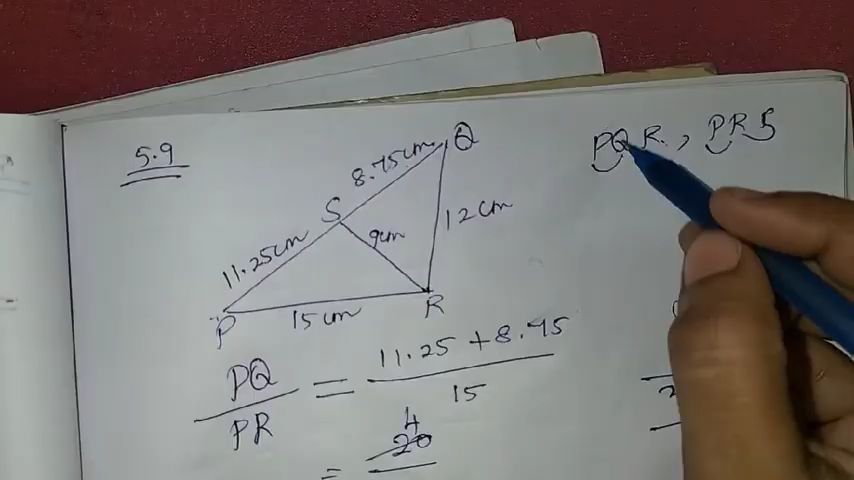 5.9
PQR, PRS
8.75cm Q
S
11.25cm
9cm
12cm
P 15cm R
PQ/PR = 11.25 + 8.75/15
4
= 20